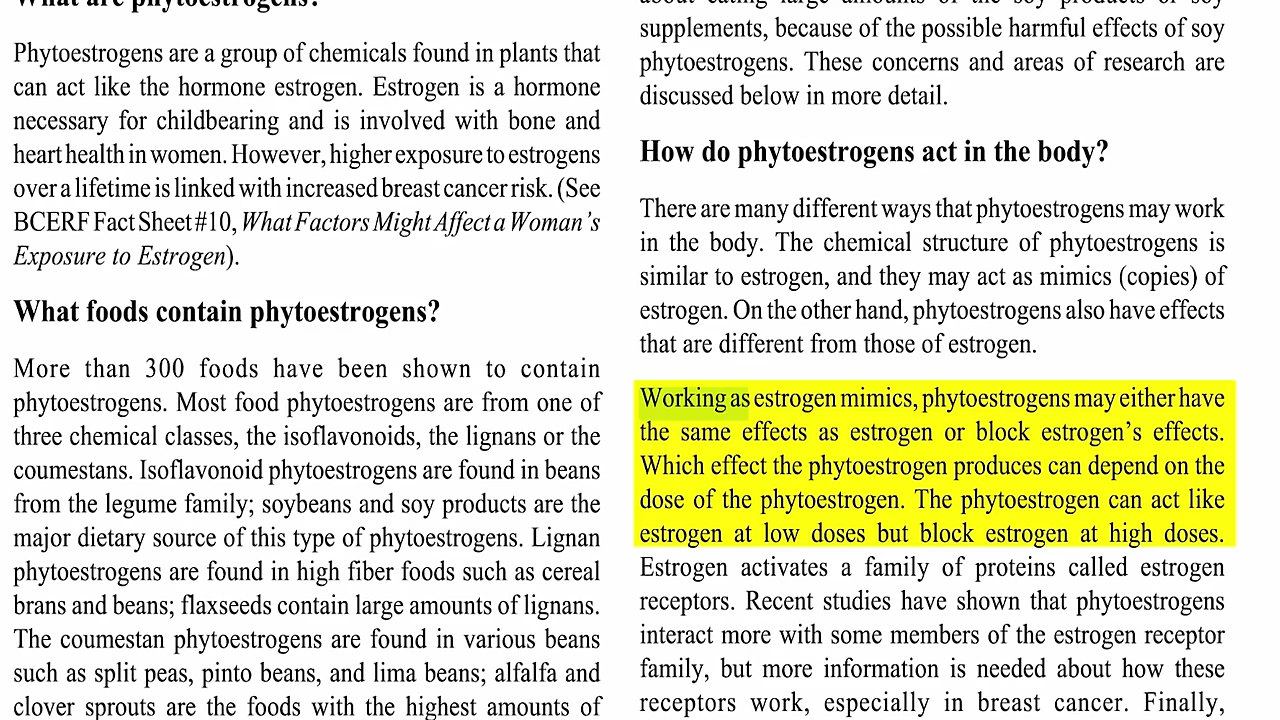 What are phytoestrogens?
Phytoestrogens are a group of chemicals found in plants that
can act like the hormone estrogen. Estrogen is a hormone
necessary for childbearing and is involved with bone and
heart health in women. However, higher exposure to estrogens
over a lifetime is linked with increased breast cancer risk. (See
BCERF Fact Sheet #10, What Factors Might Affect a Woman's
Exposure to Estrogen).
What foods contain phytoestrogens?
More than 300 foods have been shown to contain
phytoestrogens. Most food phytoestrogens are from one of
three chemical classes, the isoflavonoids, the lignans or the
coumestans. Isoflavonoid phytoestrogens are found in beans
from the legume family; soybeans and soy products are the
major dietary source of this type of phytoestrogens. Lignan
phytoestrogens are found in high fiber foods such as cereal
brans and beans; flaxseeds contain large amounts of lignans.
The coumestan phytoestrogens are found in various beans
such as split peas, pinto beans, and lima beans; alfalfa and
clover sprouts are the foods with the highest amounts of
about eating large amounts of the soy products or soy
supplements, because of the possible harmful effects of soy
phytoestrogens. These concerns and areas of research are
discussed below in more detail.
How do phytoestrogens act in the body?
There are many different ways that phytoestrogens may work
in the body. The chemical structure of phytoestrogens is
similar to estrogen, and they may act as mimics (copies) of
estrogen. On the other hand, phytoestrogens also have effects
that are different from those of estrogen.
Working as estrogen mimics, phytoestrogens may either have
the same effects as estrogen or block estrogen's effects.
Which effect the phytoestrogen produces can depend on the
dose of the phytoestrogen. The phytoestrogen can act like
estrogen at low doses but block estrogen at high doses.
Estrogen activates a family of proteins called estrogen
receptors. Recent studies have shown that phytoestrogens
interact more with some members of the estrogen receptor
family, but more information is needed about how these
receptors work, especially in breast cancer. Finally,